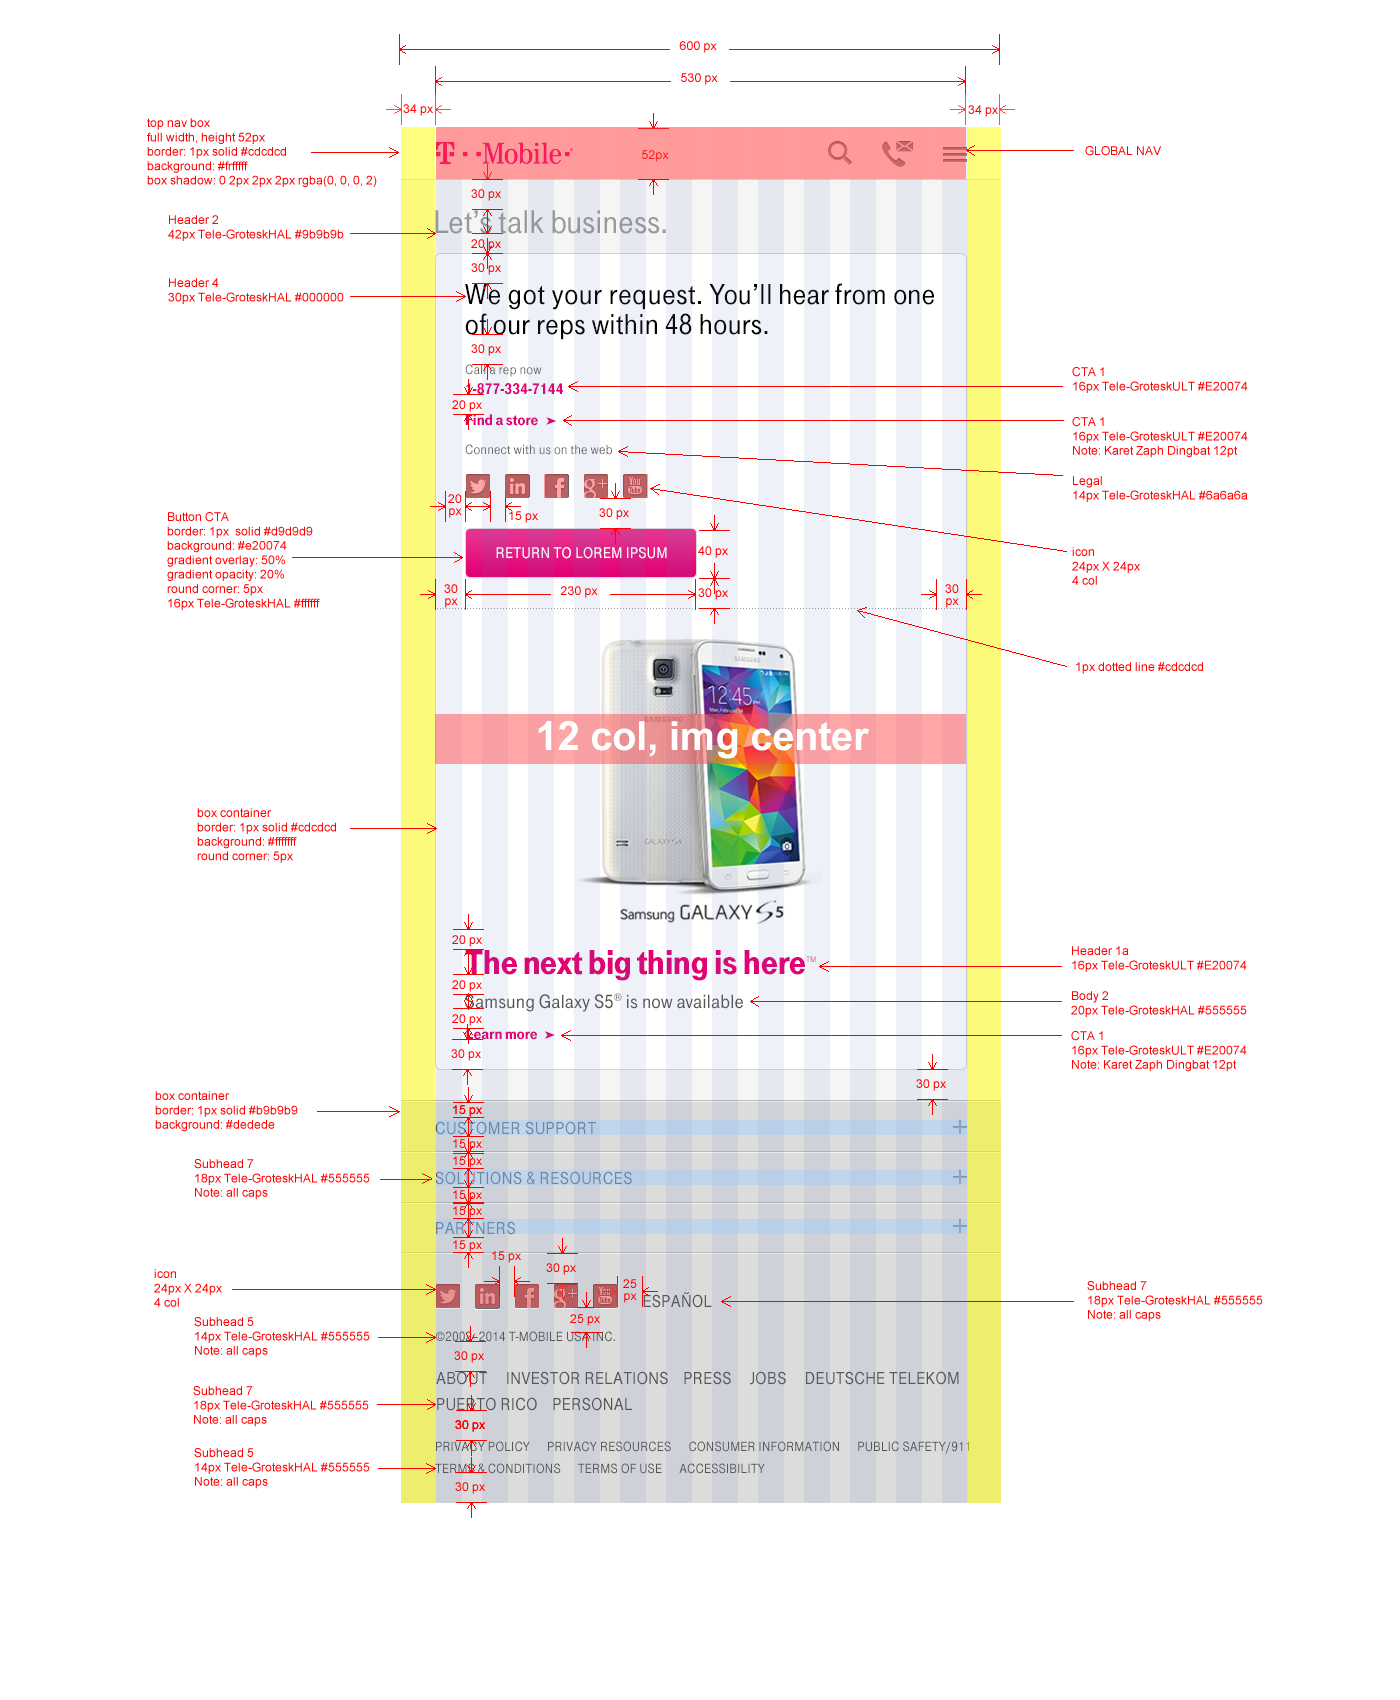 600 px
530 px
34 px
34 px
top nav box
full width, height 52px
border: 1px solid #cdcdcd
background: #frffffff
box shadow: 0 2px 2px 2px rgba(0, 0, 0, 2)
T··Mobile·
52px
GLOBAL NAV
30 px
Header 2
42px Tele-GroteskHAL #9b9b9b
Let's talk business.
20 px
30 px
Header 4
30px Tele-GroteskHAL #000000
We got your request. You'll hear from one
of our reps within 48 hours.
30 px
Call a rep now
-877-334-7144
CTA 1
16px Tele-GroteskULT #E20074
20 px
Find a store ➤
CTA 1
16px Tele-GroteskULT #E20074
Note: Karet Zaph Dingbat 12pt
Connect with us on the web
Legal
14px Tele-GroteskHAL #6a6a6a
in
f
g+
You
Tube
20
px
15 px
30 px
Button CTA
border: 1px  solid #d9d9d9
background: #e20074
gradient overlay: 50%
gradient opacity: 20%
round corner: 5px
16px Tele-GroteskHAL #ffffff
RETURN TO LOREM IPSUM
40 px
icon
24px X 24px
4 col
30
px
230 px
30 px
30
px
1px dotted line #cdcdcd
SAMSUNG
12:45
SAMSUNG
12 col, img center
box container
border: 1px solid #cdcdcd
background: #fffffff
round corner: 5px
GALAXY S5
Samsung GALAXY S5
20 px
The next big thing is here™
Header 1a
16px Tele-GroteskULT #E20074
20 px
Samsung Galaxy S5® is now available
Body 2
20px Tele-GroteskHAL #555555
20 px
Learn more ➤
CTA 1
16px Tele-GroteskULT #E20074
Note: Karet Zaph Dingbat 12pt
30 px
30 px
box container
border: 1px solid #b9b9b9
background: #dedede
15 px
CUSTOMER SUPPORT +
15 px
15 px
Subhead 7
18px Tele-GroteskHAL #555555
Note: all caps
SOLUTIONS & RESOURCES +
15 px
15 px
PARTNERS +
15 px
15 px
30 px
icon
24px X 24px
4 col
in
f
g+
You
Tube
25
px
ESPAÑOL
Subhead 7
18px Tele-GroteskHAL #555555
Note: all caps
25 px
Subhead 5
14px Tele-GroteskHAL #555555
Note: all caps
©2002-2014 T-MOBILE USA INC.
30 px
ABOUT INVESTOR RELATIONS PRESS JOBS DEUTSCHE TELEKOM
Subhead 7
18px Tele-GroteskHAL #555555
Note: all caps
PUERTO RICO PERSONAL
30 px
PRIVACY POLICY PRIVACY RESOURCES CONSUMER INFORMATION PUBLIC SAFETY/911
Subhead 5
14px Tele-GroteskHAL #555555
Note: all caps
TERMS & CONDITIONS TERMS OF USE ACCESSIBILITY
30 px